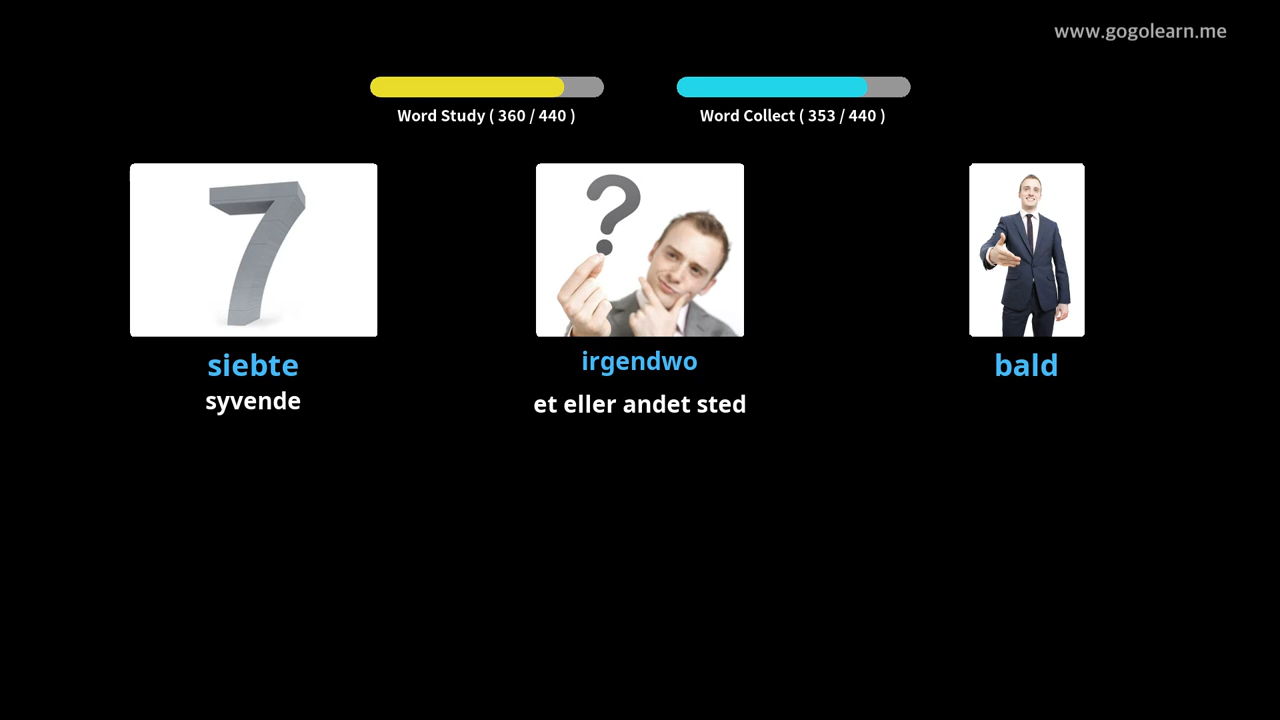 www.gogolearn.me
Word Study ( 360 / 440 )
Word Collect ( 353 / 440 )
siebte
syvende
irgendwo
et eller andet sted
bald